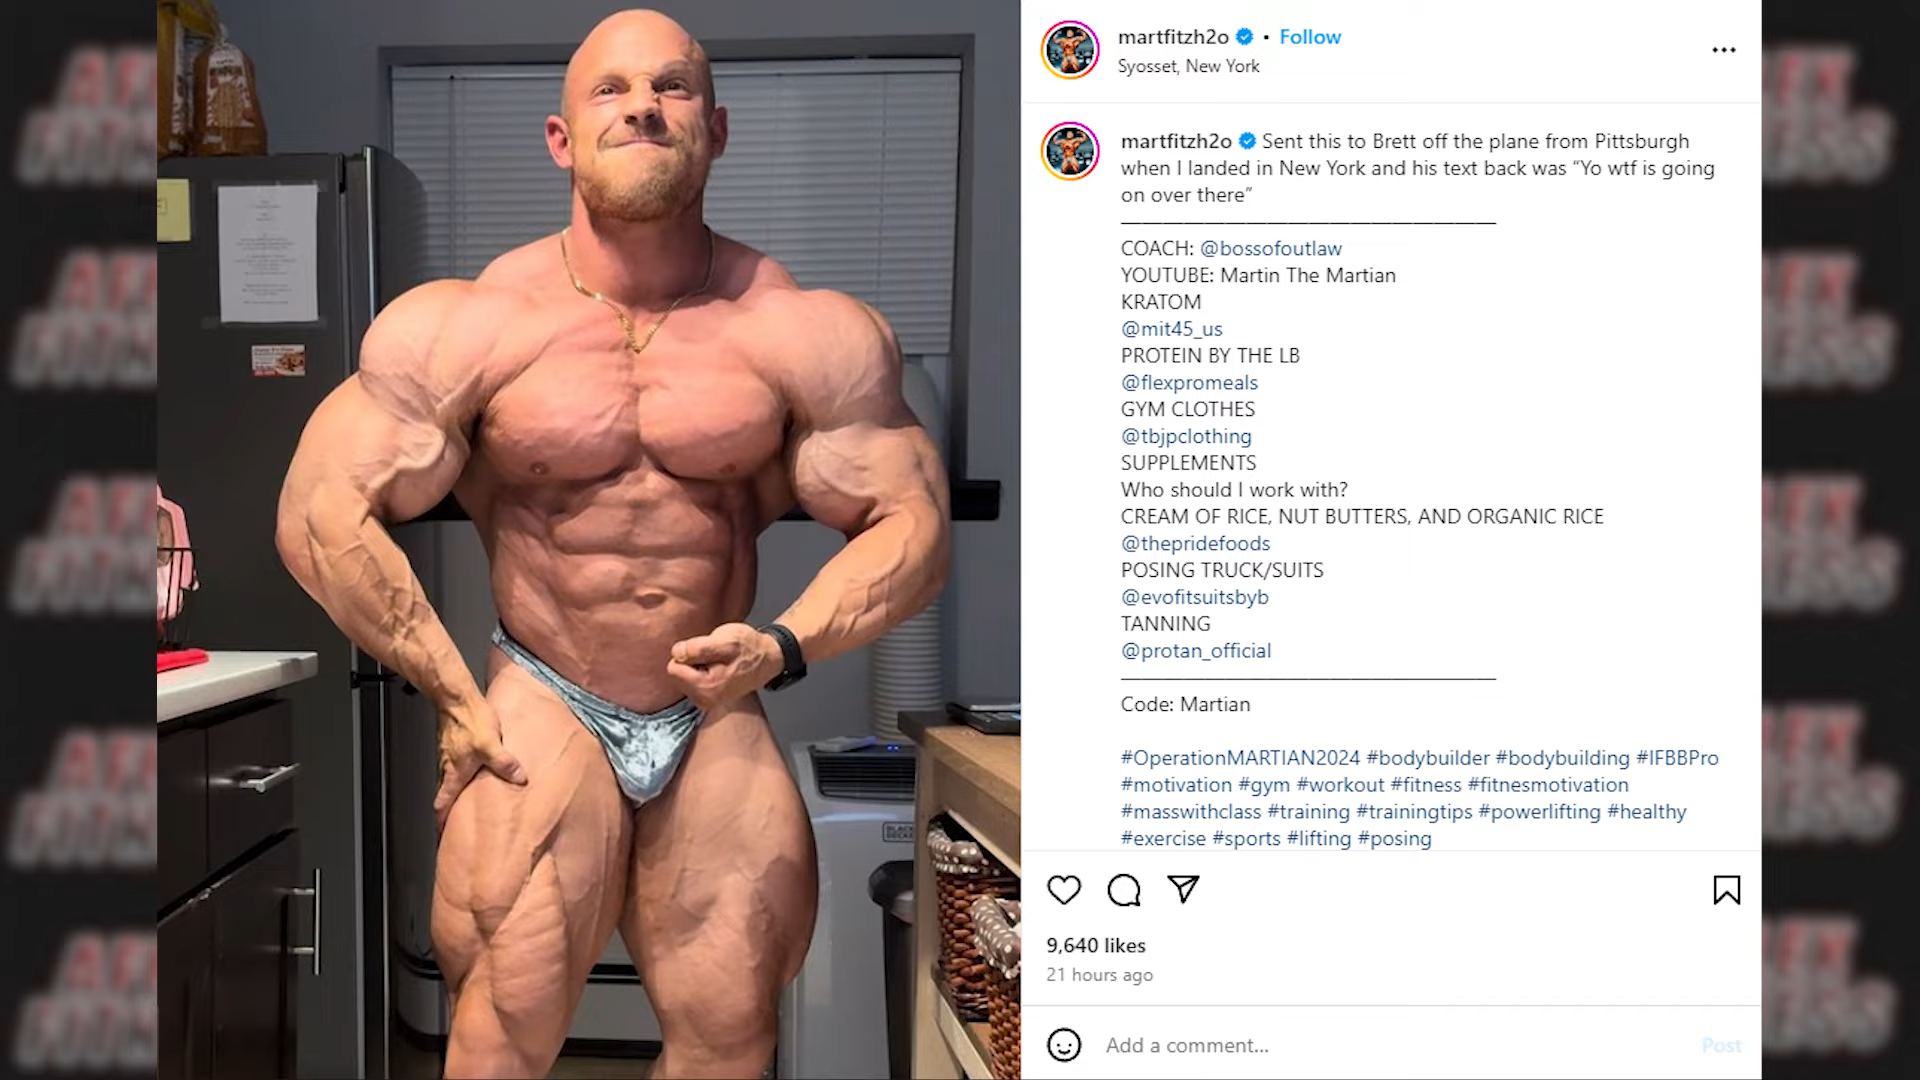 martfitzh2o • Follow
Syosset, New York
martfitzh2o Sent this to Brett off the plane from Pittsburgh
when I landed in New York and his text back was “Yo wtf is going
on over there”
COACH: @bossofoutlaw
YOUTUBE: Martin The Martian
KRATOM
@mit45_us
PROTEIN BY THE LB
@flexpromeals
GYM CLOTHES
@tbjpclothing
SUPPLEMENTS
Who should I work with?
CREAM OF RICE, NUT BUTTERS, AND ORGANIC RICE
@thepridefoods
POSING TRUCK/SUITS
@evofitsuitsbyb
TANNING
@protan_official
Code: Martian
#OperationMARTIAN2024 #bodybuilder #bodybuilding #IFBBPro
#motivation #gym #workout #fitness #fitnesmotivation
#masswithclass #training #trainingtips #powerlifting #healthy
#exercise #sports #lifting #posing
9,640 likes
21 hours ago
Add a comment...
Post